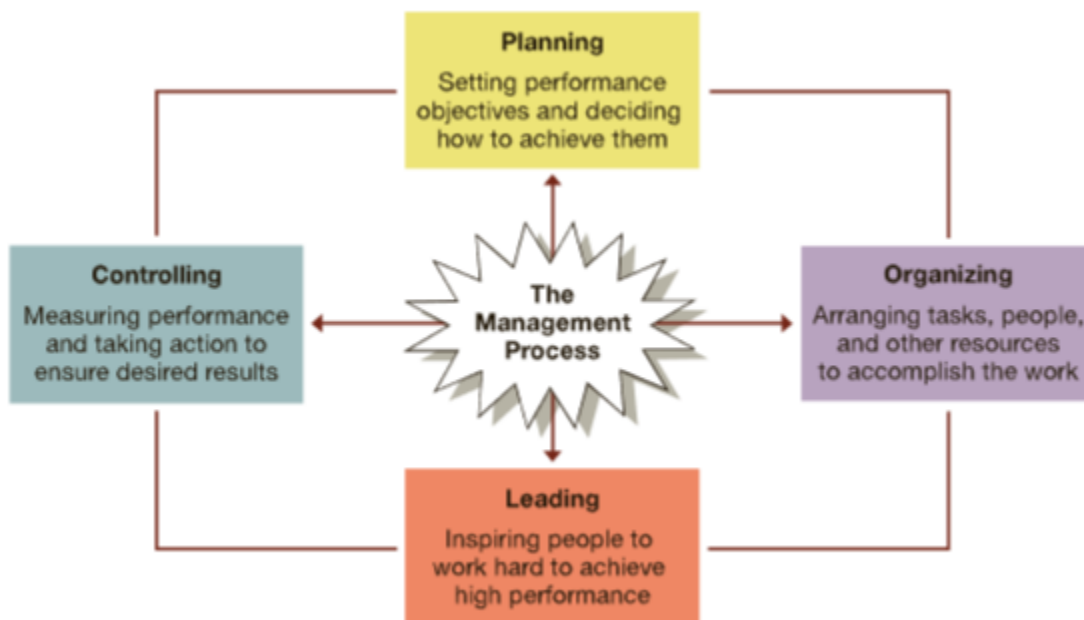 Planning
Setting performance
objectives and deciding
how to achieve them
Controlling
Measuring performance
and taking action to
ensure desired results
The
Management
Process
Organizing
Arranging tasks, people,
and other resources
to accomplish the work
Leading
Inspiring people to
work hard to achieve
high performance